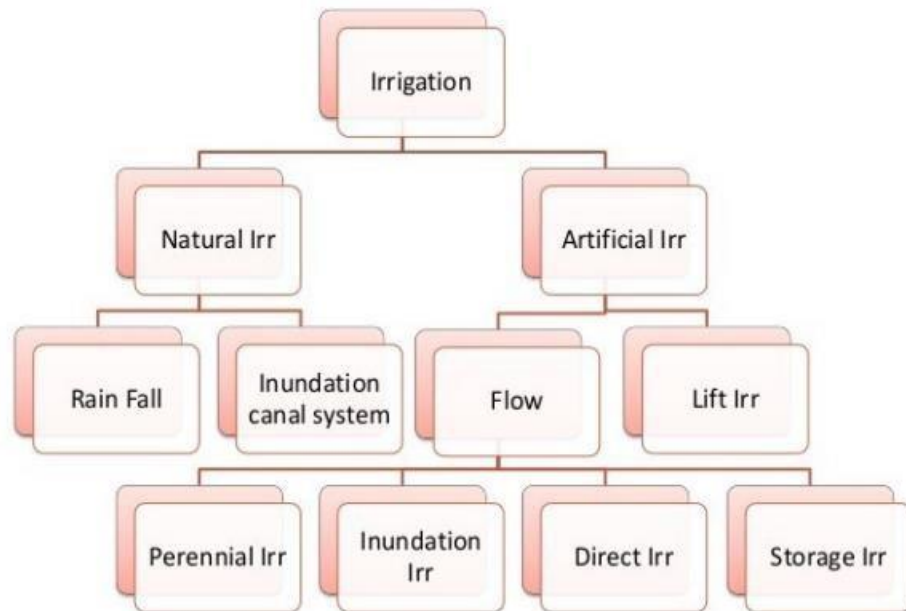 Irrigation
Natural Irr
Artificial Irr
Rain Fall
Inundation
canal system
Flow
Lift Irr
Perennial Irr
Inundation
Irr
Direct Irr
Storage Irr